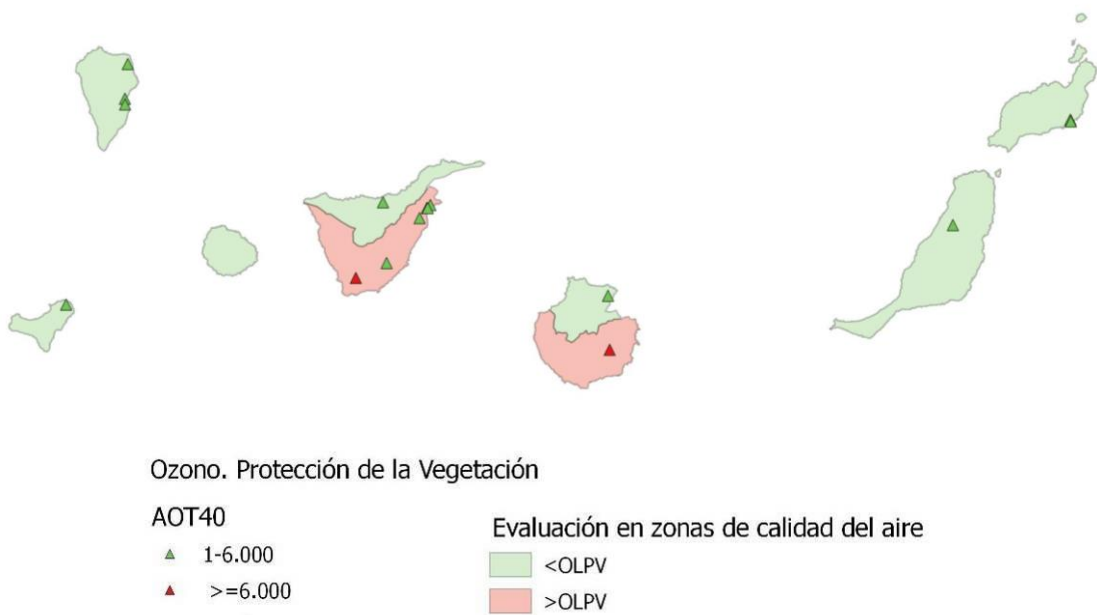 Ozono. Protección de la Vegetación
AOT40
1-6.000
>=6.000
Evaluación en zonas de calidad del aire
<OLPV
>OLPV